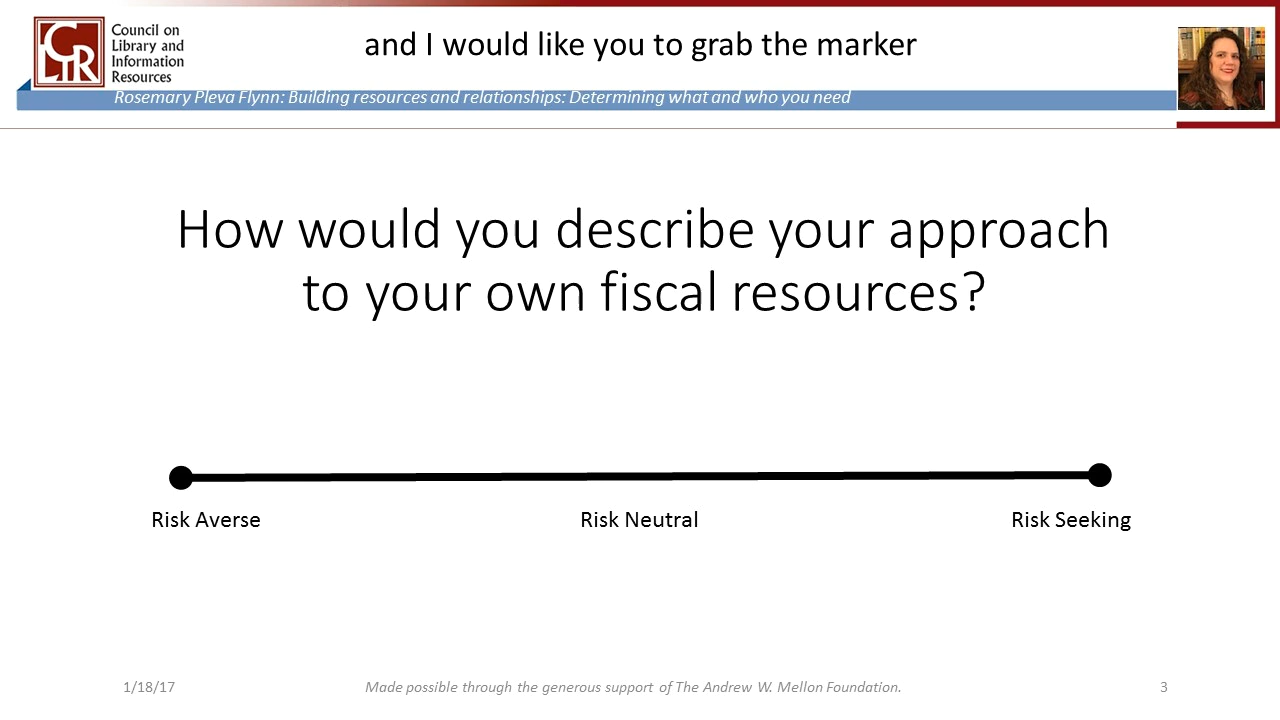 CLIR
Council on
Library and
Information
Resources
and I would like you to grab the marker
Rosemary Pleva Flynn: Building resources and relationships: Determining what and who you need
How would you describe your approach
to your own fiscal resources?
Risk Averse
Risk Neutral
Risk Seeking
1/18/17
Made possible through the generous support of The Andrew W. Mellon Foundation.
3